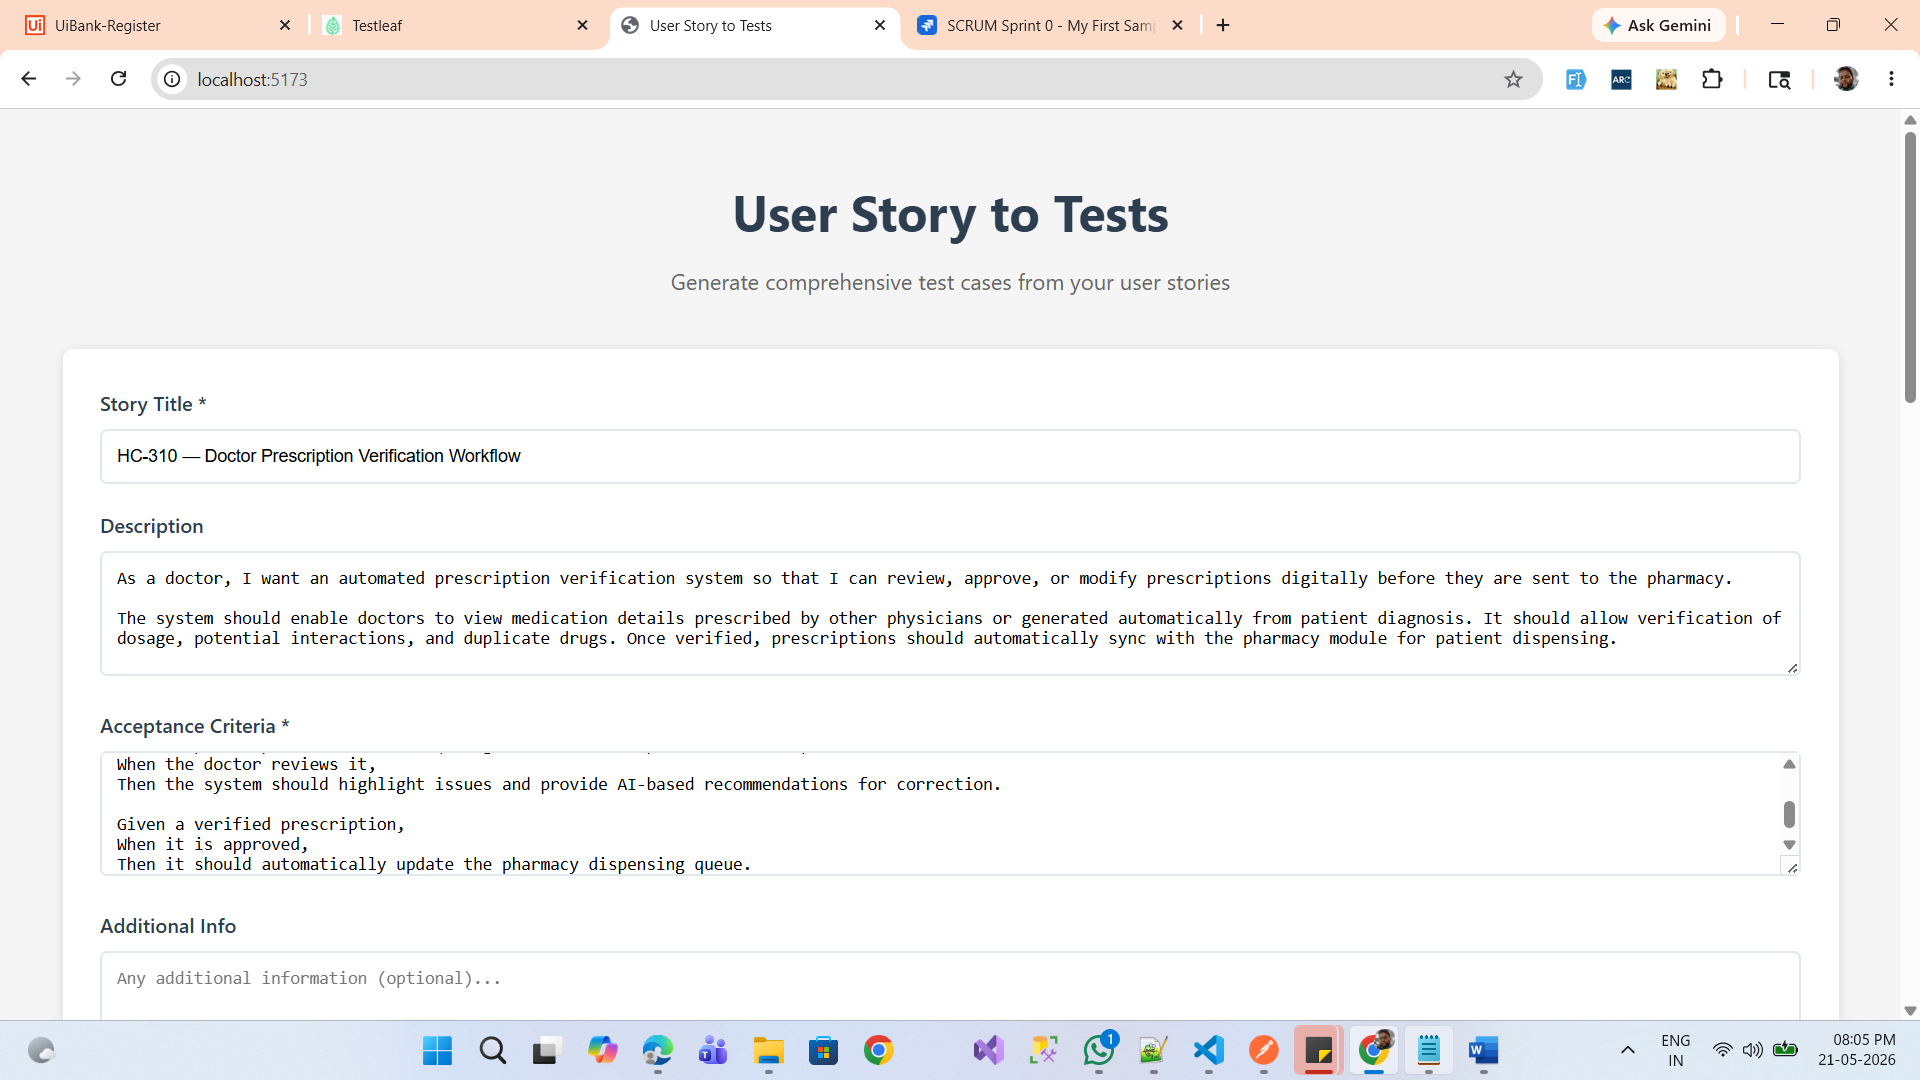 UiBank-Register
Testleaf
User Story to Tests
SCRUM Sprint 0 - My First Sam
Ask Gemini
localhost:5173
ARC
User Story to Tests
Generate comprehensive test cases from your user stories
Story Title *
HC-310 — Doctor Prescription Verification Workflow
Description
As a doctor, I want an automated prescription verification system so that I can review, approve, or modify prescriptions digitally before they are sent to the pharmacy.
The system should enable doctors to view medication details prescribed by other physicians or generated automatically from patient diagnosis. It should allow verification of
dosage, potential interactions, and duplicate drugs. Once verified, prescriptions should automatically sync with the pharmacy module for patient dispensing.
Acceptance Criteria *
When the doctor reviews it,
Then the system should highlight issues and provide AI-based recommendations for correction.
Given a verified prescription,
When it is approved,
Then it should automatically update the pharmacy dispensing queue.
Additional Info
Any additional information (optional)...
1
ENG
IN
08:05 PM
21-05-2026